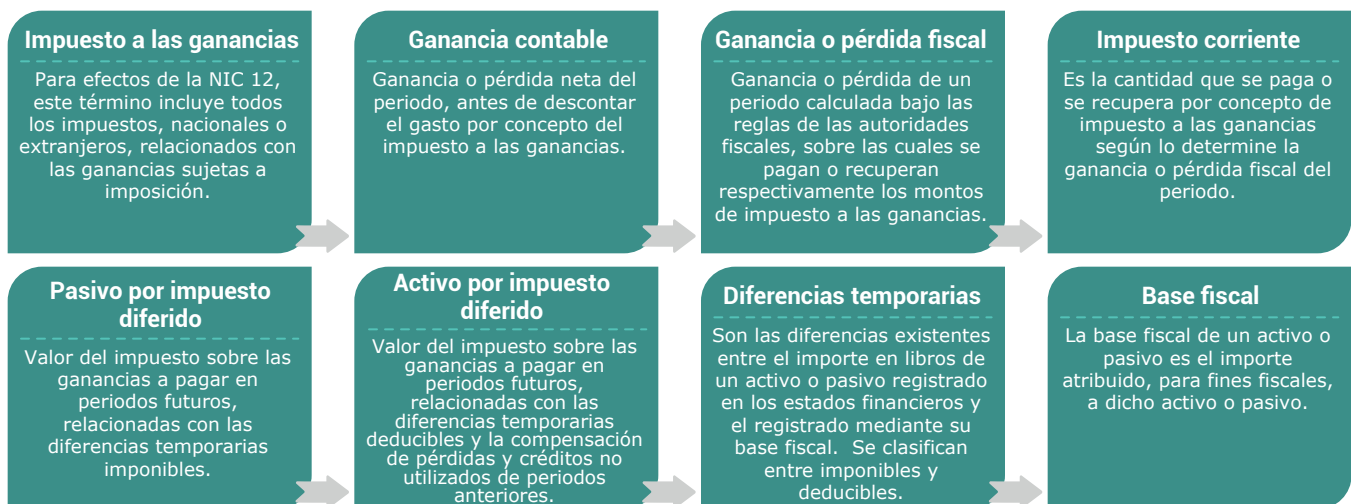 Impuesto a las ganancias
Para efectos de la NIC 12,
este término incluye todos
los impuestos, nacionales o
extranjeros, relacionados con
las ganancias sujetas a
imposición.
Ganancia contable
Ganancia o pérdida neta del
periodo, antes de descontar
el gasto por concepto del
impuesto a las ganancias.
Ganancia o pérdida fiscal
Ganancia o pérdida de un
periodo calculada bajo las
reglas de las autoridades
fiscales, sobre las cuales se
pagan o recuperan
respectivamente los montos
de impuesto a las ganancias.
Impuesto corriente
Es la cantidad que se paga o
se recupera por concepto de
impuesto a las ganancias
según lo determine la
ganancia o pérdida fiscal del
periodo.
Pasivo por impuesto
diferido
Valor del impuesto sobre las
ganancias a pagar en
periodos futuros,
relacionadas con las
diferencias temporarias
imponibles.
Activo por impuesto
diferido
Valor del impuesto sobre las
ganancias a pagar en
periodos futuros,
relacionadas con las
diferencias temporarias
deducibles y la compensación
de pérdidas y créditos no
utilizados de periodos
anteriores.
Diferencias temporarias
Son las diferencias existentes
entre el importe en libros de
un activo o pasivo registrado
en los estados financieros y
el registrado mediante su
base fiscal. Se clasifican
entre imponibles y
deducibles.
Base fiscal
La base fiscal de un activo o
pasivo es el importe
atribuido, para fines fiscales,
a dicho activo o pasivo.